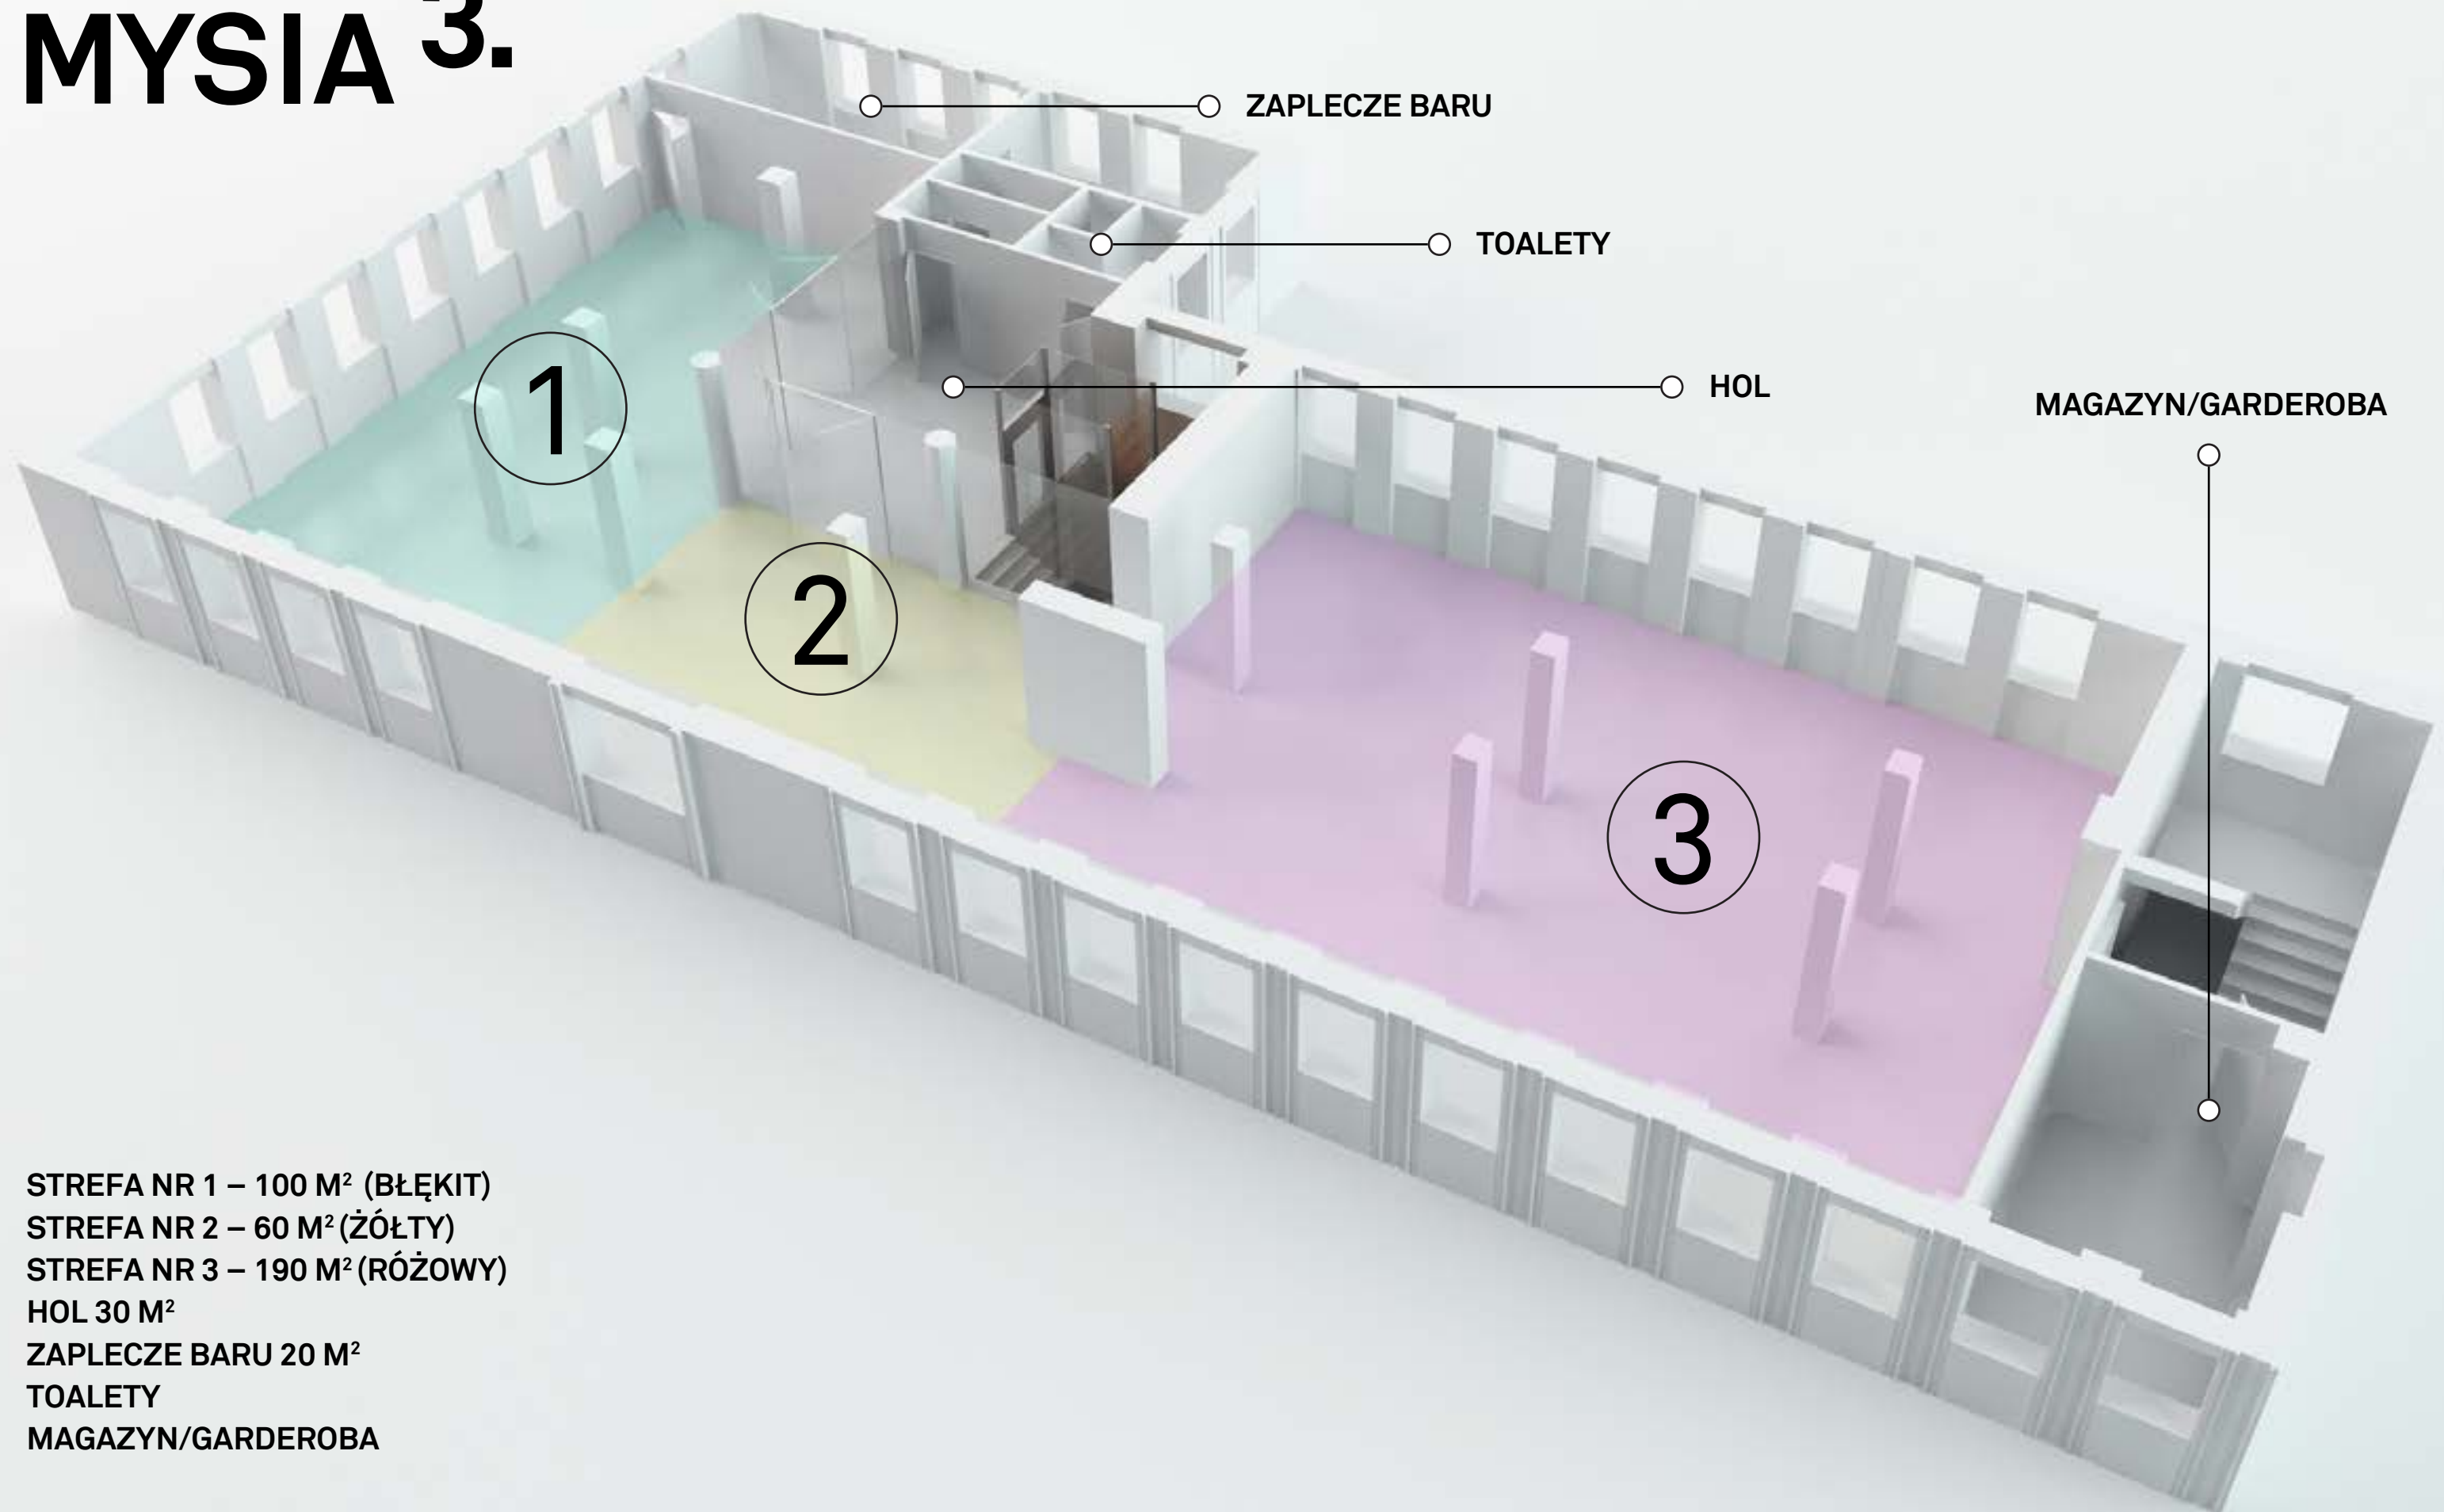 MYSIA 3.
ZAPLECZE BARU
TOALETY
HOL
MAGAZYN/GARDEROBA
1
2
3
STREFA NR 1 – 100 M² (BŁĘKIT)
STREFA NR 2 – 60 M² (ŻÓŁTY)
STREFA NR 3 – 190 M² (RÓŻOWY)
HOL 30 M²
ZAPLECZE BARU 20 M²
TOALETY
MAGAZYN/GARDEROBA